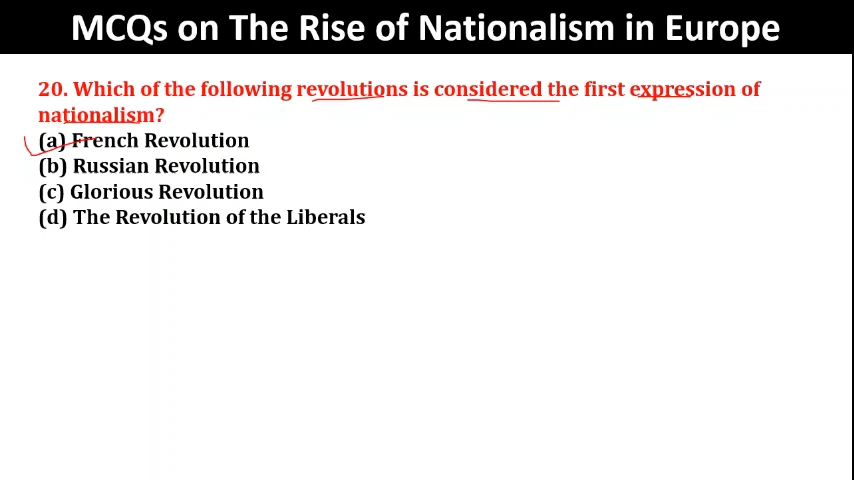 MCQs on The Rise of Nationalism in Europe
20. Which of the following revolutions is considered the first expression of
nationalism?
(a) French Revolution
(b) Russian Revolution
(c) Glorious Revolution
(d) The Revolution of the Liberals